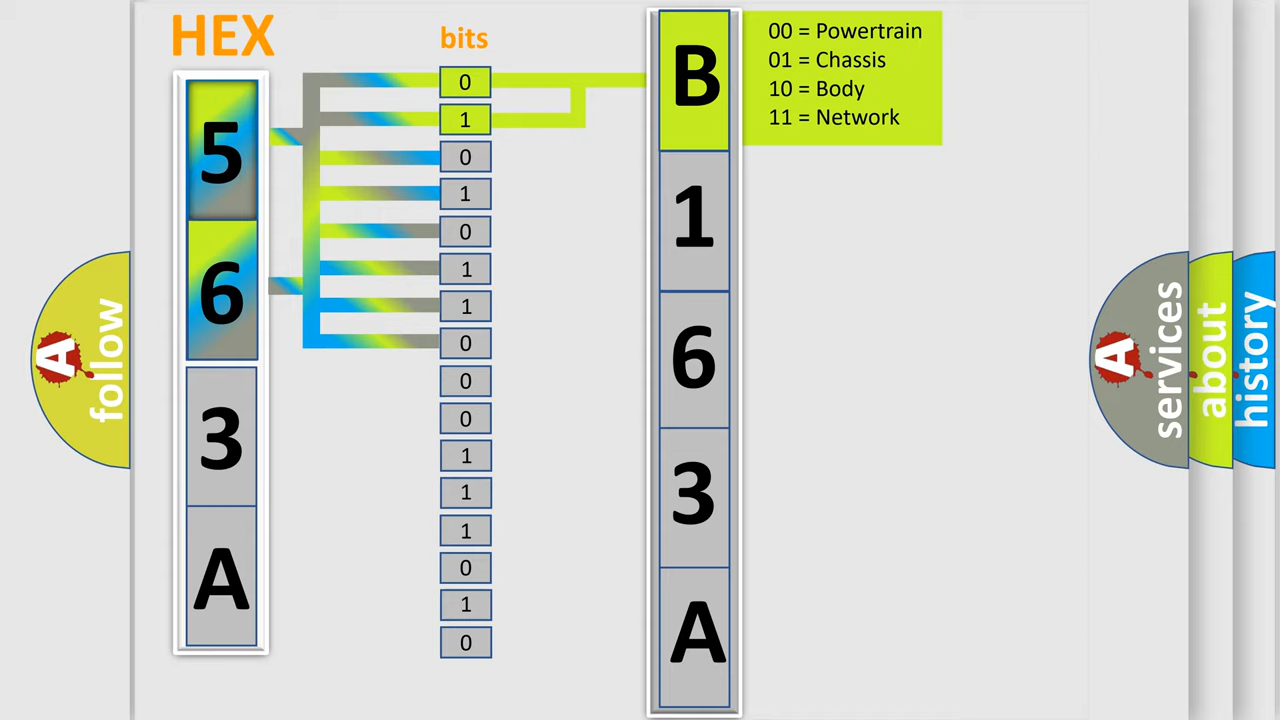 HEX
bits
5
6
3
A
0
1
0
1
0
1
1
0
0
0
1
1
1
0
1
0
B
1
6
3
A
00 = Powertrain
01 = Chassis
10 = Body
11 = Network
A follow
A services
about
history